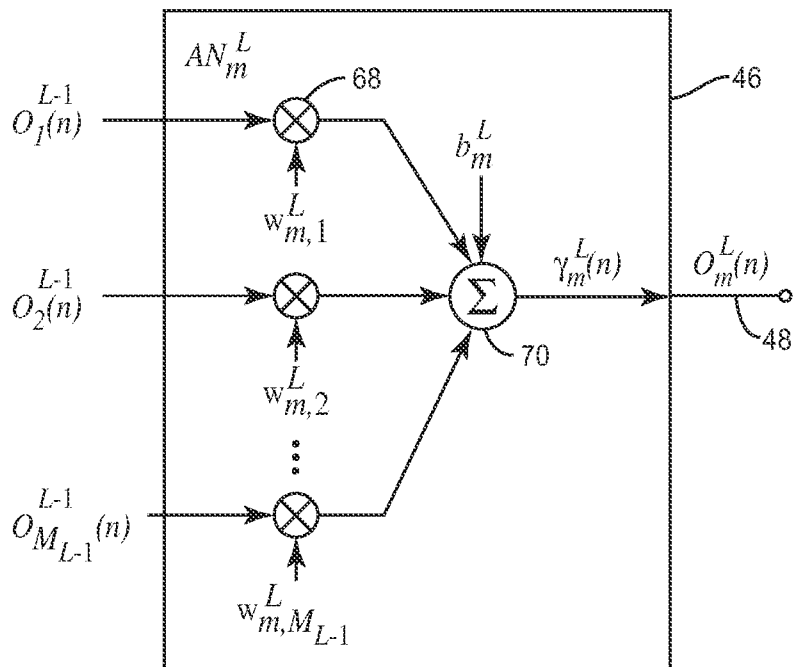 AN_m^L
68
46
O_1^{L-1}(n)
b_m^L
w_{m,1}^L
O_2^{L-1}(n)
Σ
γ_m^L(n)
O_m^L(n)
48
70
w_{m,2}^L
O_{M_{L-1}}^{L-1}(n)
w_{m,M_{L-1}}^L